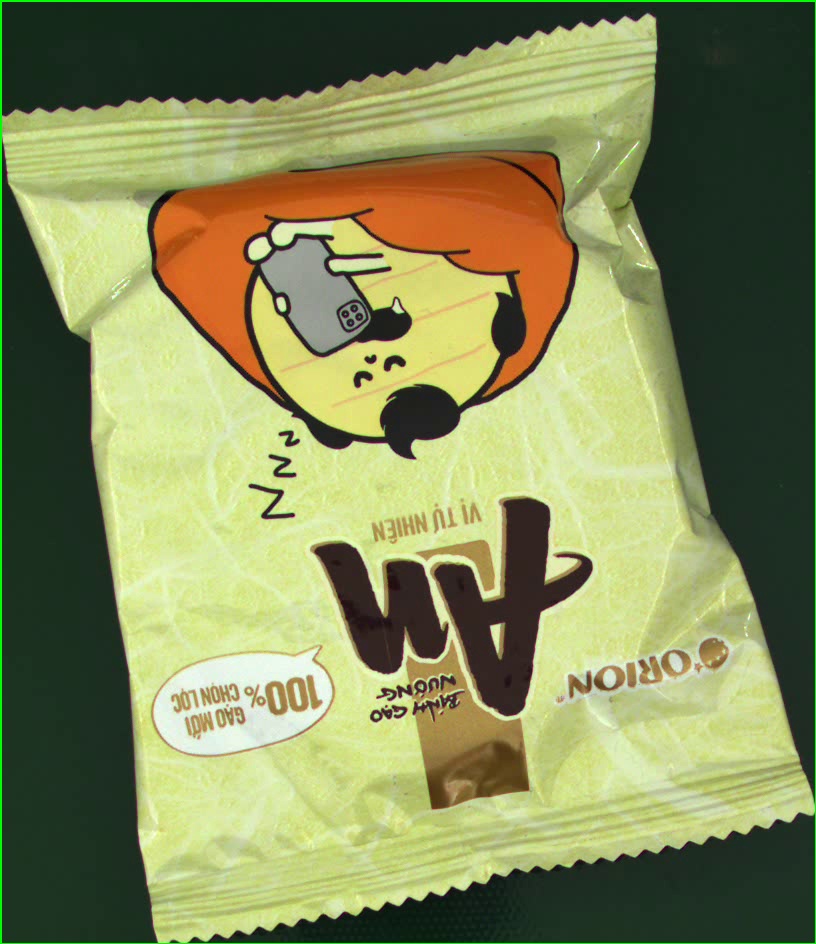 ORION®
BÁNH GẠO
NƯỚNG
An
VỊ TỰ NHIÊN
100% GẠO MỚI
CHỌN LỌC
Z Z Z